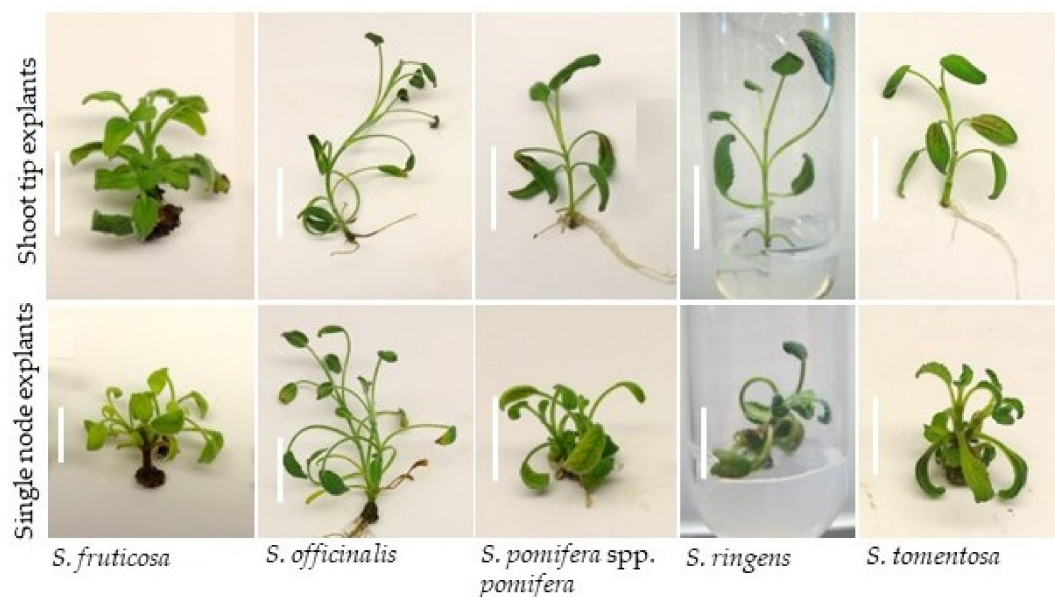 Shoot tip explants
Single node explants
S. fruticosa
S. officinalis
S. pomifera spp.
pomifera
S. ringens
S. tomentosa